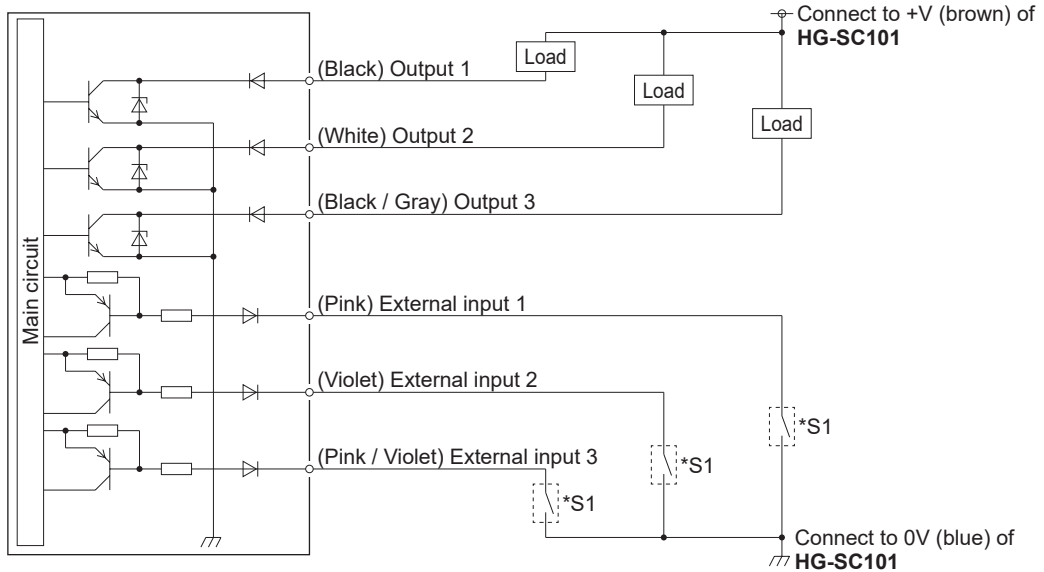 Connect to +V (brown) of
HG-SC101
Load
(Black) Output 1
Load
Load
(White) Output 2
(Black / Gray) Output 3
Main circuit
(Pink) External input 1
(Violet) External input 2
*S1
(Pink / Violet) External input 3
*S1
*S1
Connect to 0V (blue) of
HG-SC101